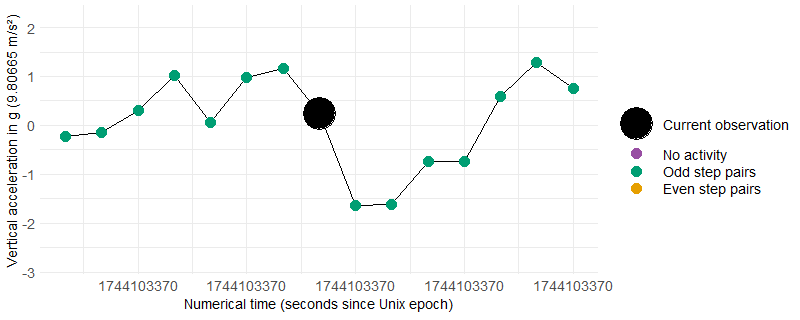 Vertical acceleration in g (9.80665 m/s²)
2
1
0
-1
-2
-3
1744103370 1744103370 1744103370 1744103370 1744103370
Numerical time (seconds since Unix epoch)
Current observation
No activity
Odd step pairs
Even step pairs